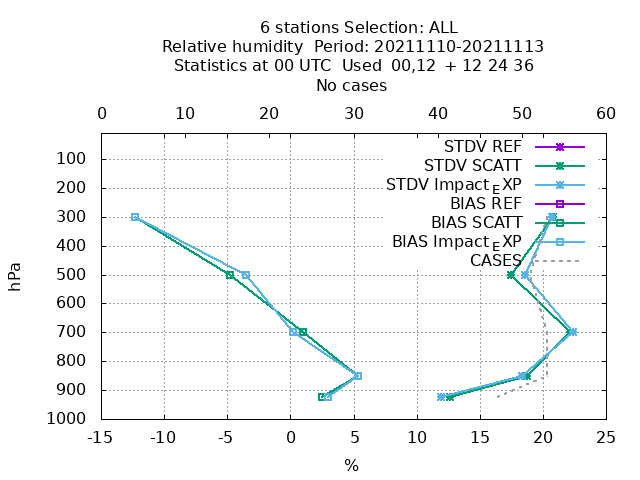 6 stations Selection: ALL
Relative humidity  Period: 20211110-20211113
Statistics at 00 UTC  Used  00,12  + 12 24 36
No cases
0 10 20 30 40 50 60
STDV REF
STDV SCATT
STDV Impact_EXP
BIAS REF
BIAS SCATT
BIAS Impact_EXP
CASES
100
200
300
400
500
600
700
800
900
1000
hPa
-15 -10 -5 0 5 10 15 20 25
%